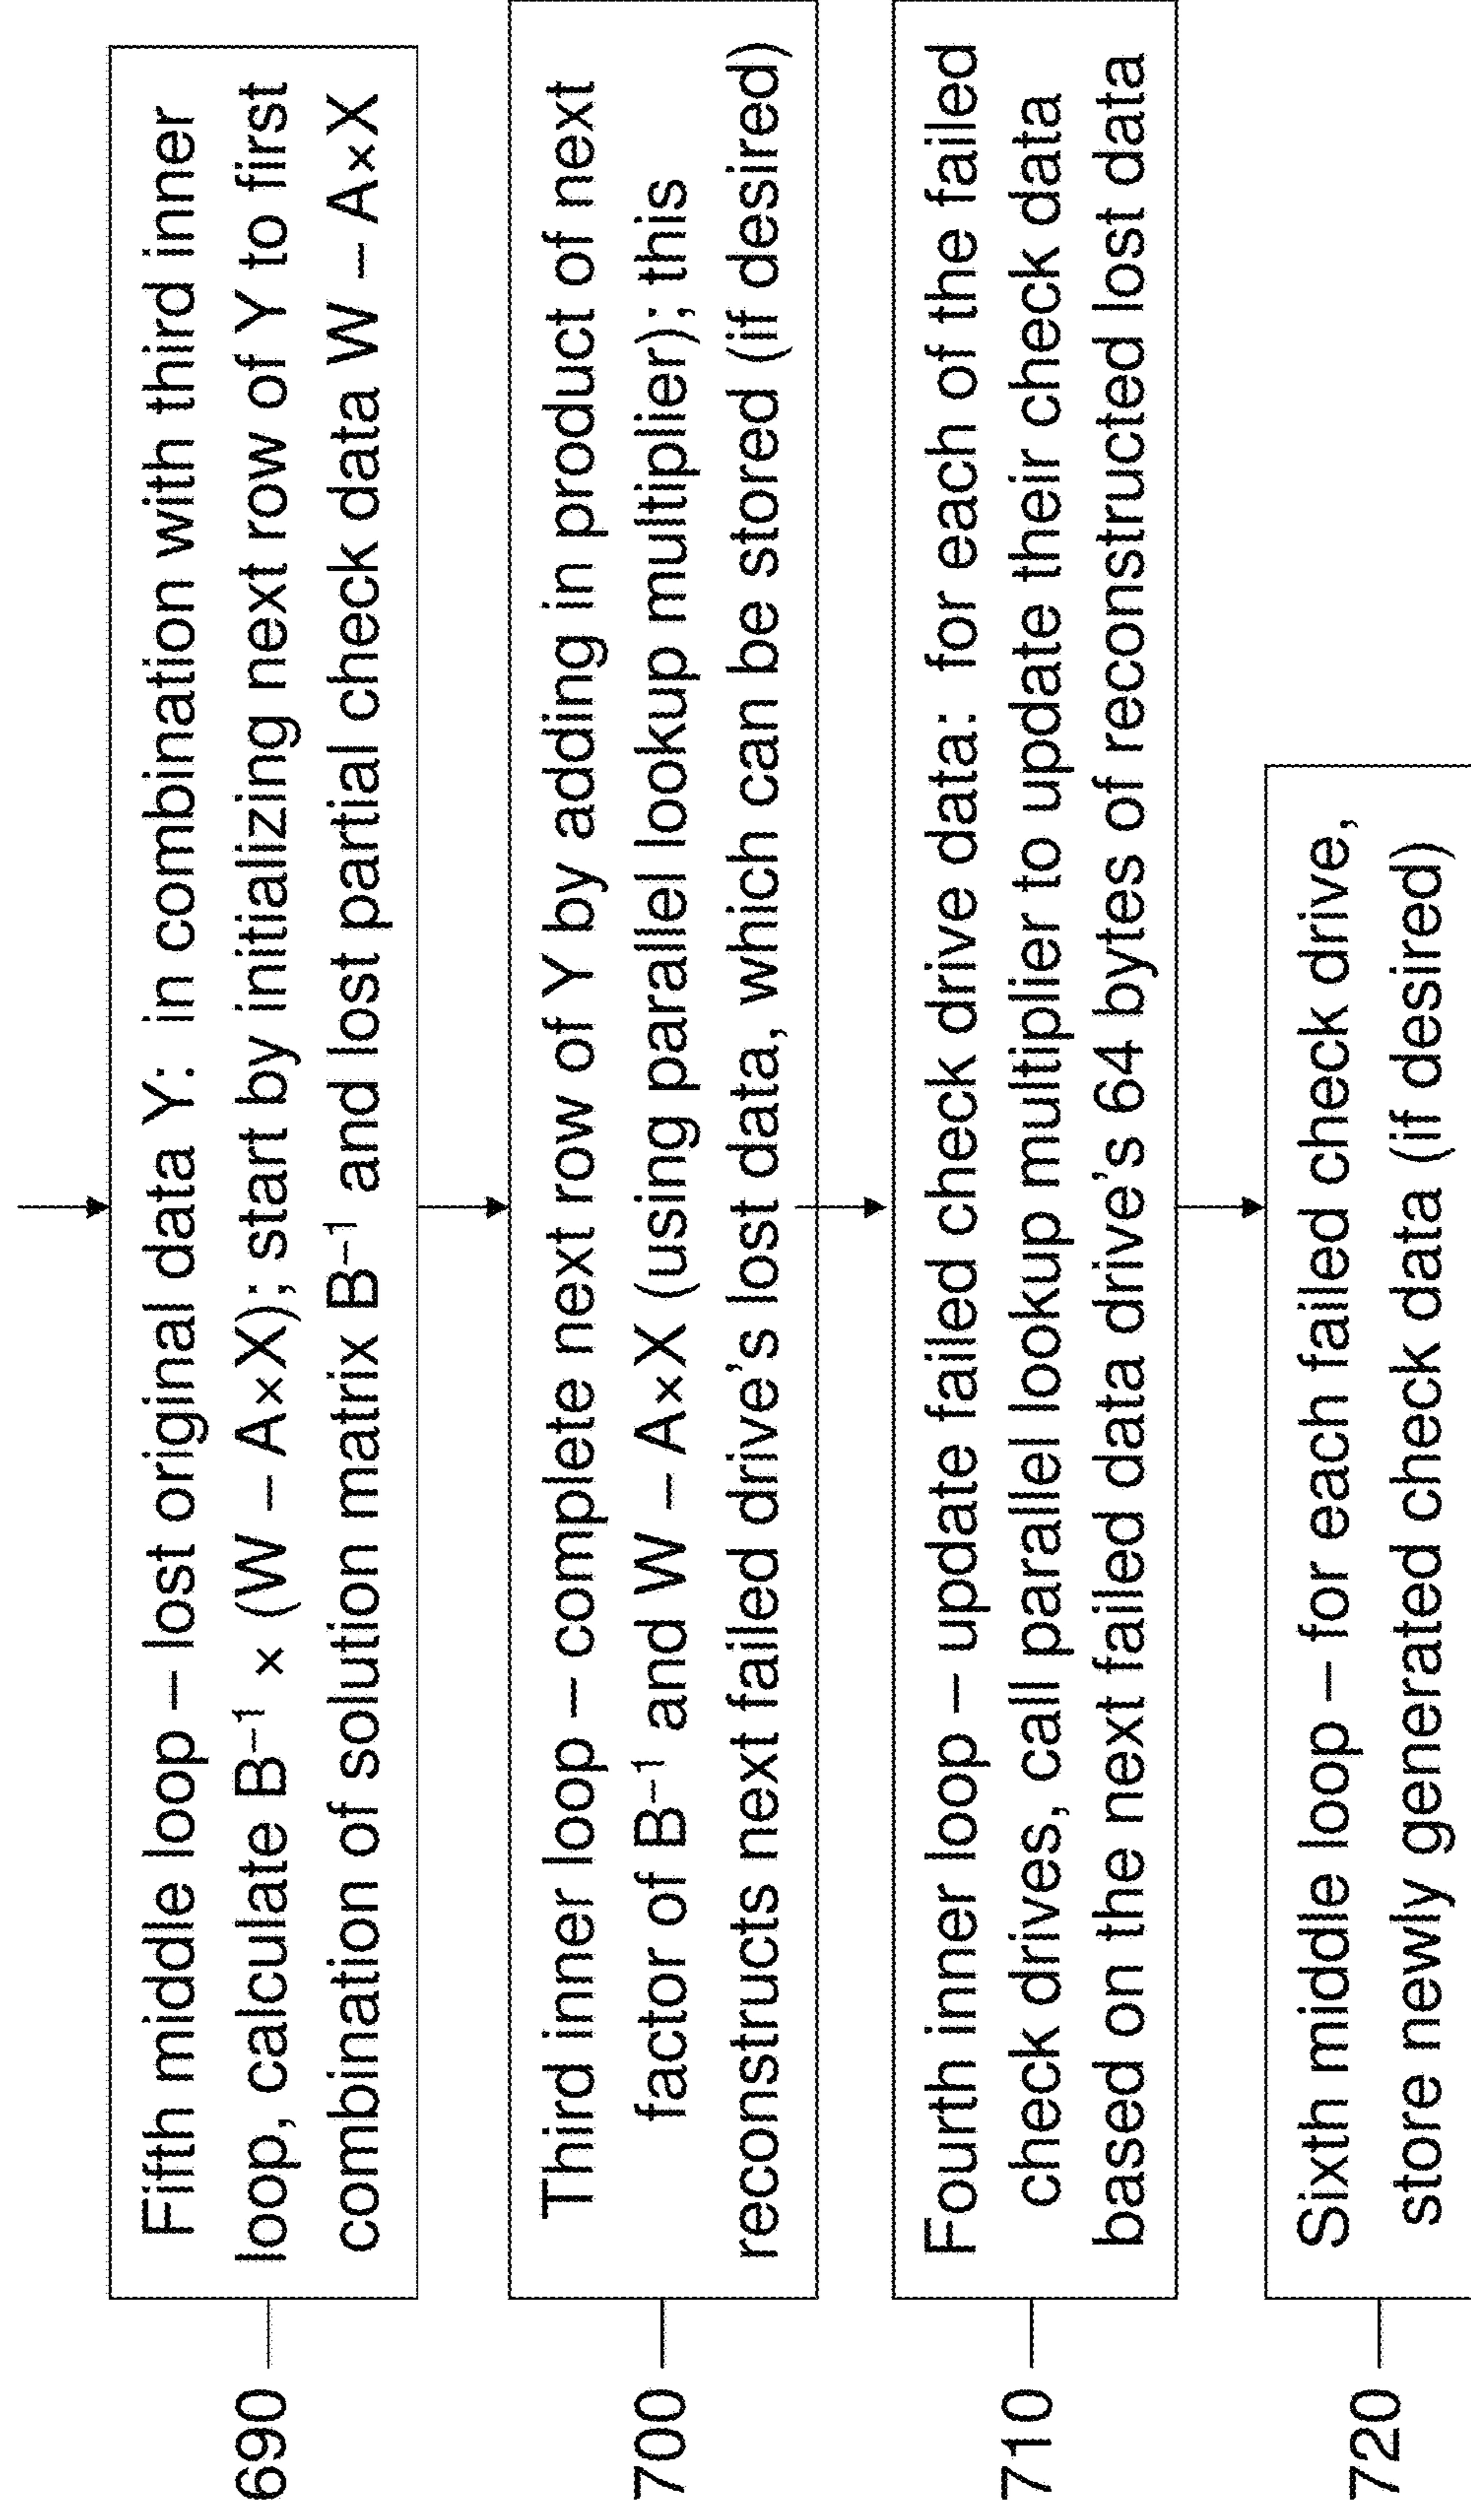 690
Fifth middle loop – lost original data Y: in combination with third inner
loop, calculate B⁻¹ × (W – A×X); start by initializing next row of Y to first
combination of solution matrix B⁻¹ and lost partial check data W – A×X
700
Third inner loop – complete next row of Y by adding in product of next
factor of B⁻¹ and W – A×X (using parallel lookup multiplier); this
reconstructs next failed drive's lost data, which can be stored (if desired)
710
Fourth inner loop – update failed check drive data: for each of the failed
check drives, call parallel lookup multiplier to update their check data
based on the next failed data drive's 64 bytes of reconstructed lost data
720
Sixth middle loop – for each failed check drive,
store newly generated check data (if desired)